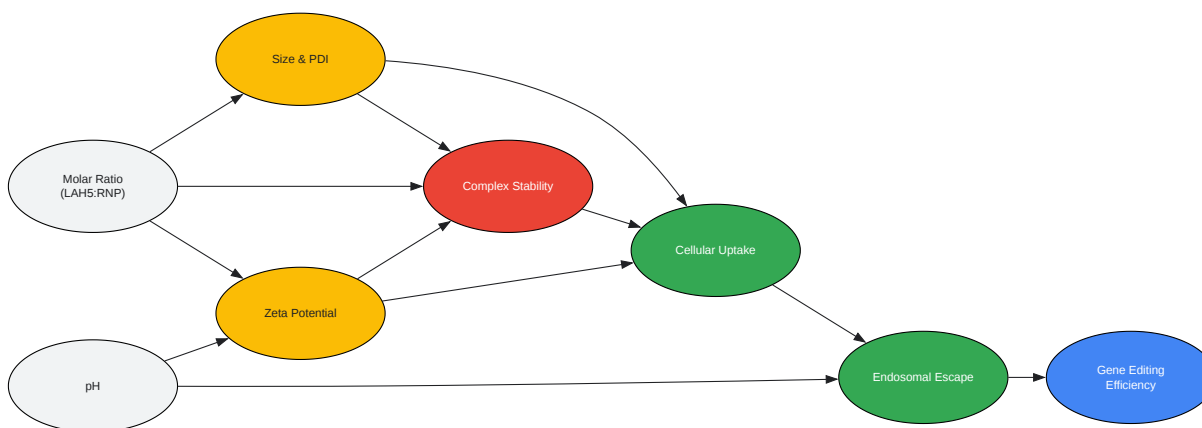 Size & PDI
Molar Ratio
(LAH5:RNP)
Complex Stability
Cellular Uptake
Zeta Potential
pH
Endosomal Escape
Gene Editing
Efficiency